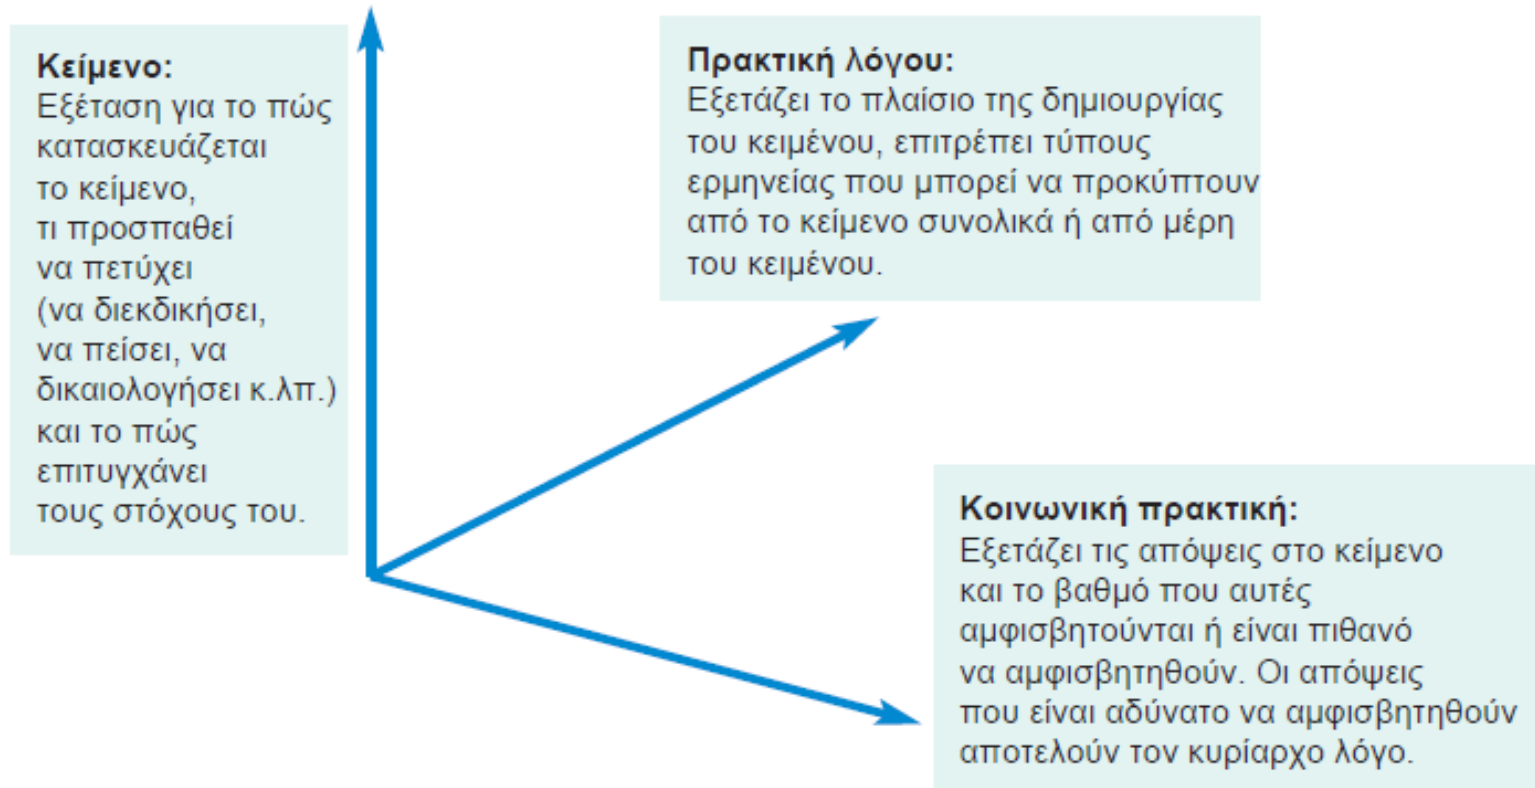 Κείμενο:
Εξέταση για το πώς
κατασκευάζεται
το κείμενο,
τι προσπαθεί
να πετύχει
(να διεκδικήσει,
να πείσει, να
δικαιολογήσει κ.λπ.)
και το πώς
επιτυγχάνει
τους στόχους του.
Πρακτική λόγου:
Εξετάζει το πλαίσιο της δημιουργίας
του κειμένου, επιτρέπει τύπους
ερμηνείας που μπορεί να προκύπτουν
από το κείμενο συνολικά ή από μέρη
του κειμένου.
Κοινωνική πρακτική:
Εξετάζει τις απόψεις στο κείμενο
και το βαθμό που αυτές
αμφισβητούνται ή είναι πιθανό
να αμφισβητηθούν. Οι απόψεις
που είναι αδύνατο να αμφισβητηθούν
αποτελούν τον κυρίαρχο λόγο.